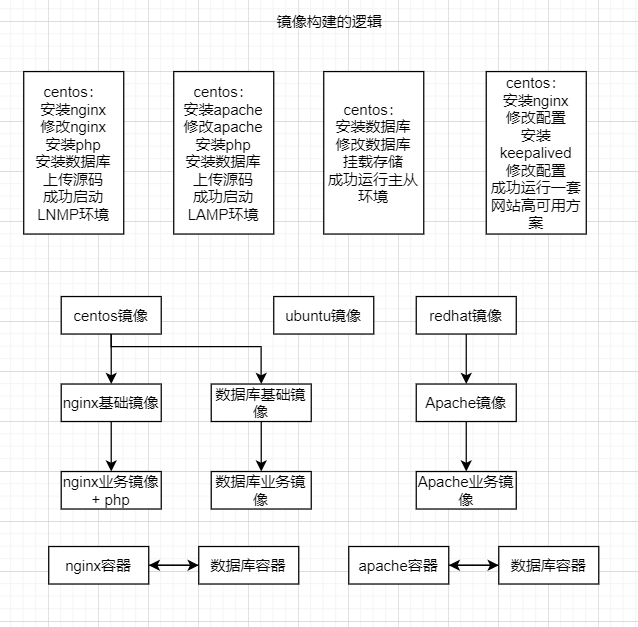 镜像构建的逻辑
centos：
安装nginx
修改nginx
安装php
安装数据库
上传源码
成功启动
LNMP环境
centos：
安装apache
修改apache
安装php
安装数据库
上传源码
成功启动
LAMP环境
centos：
安装数据库
修改数据库
挂载存储
成功运行主从
环境
centos：
安装nginx
修改配置
安装
keepalived
修改配置
成功运行一套
网站高可用方
案
centos镜像
ubuntu镜像
redhat镜像
nginx基础镜像
数据库基础镜
像
Apache镜像
nginx业务镜像
+ php
数据库业务镜
像
Apache业务镜
像
nginx容器
数据库容器
apache容器
数据库容器